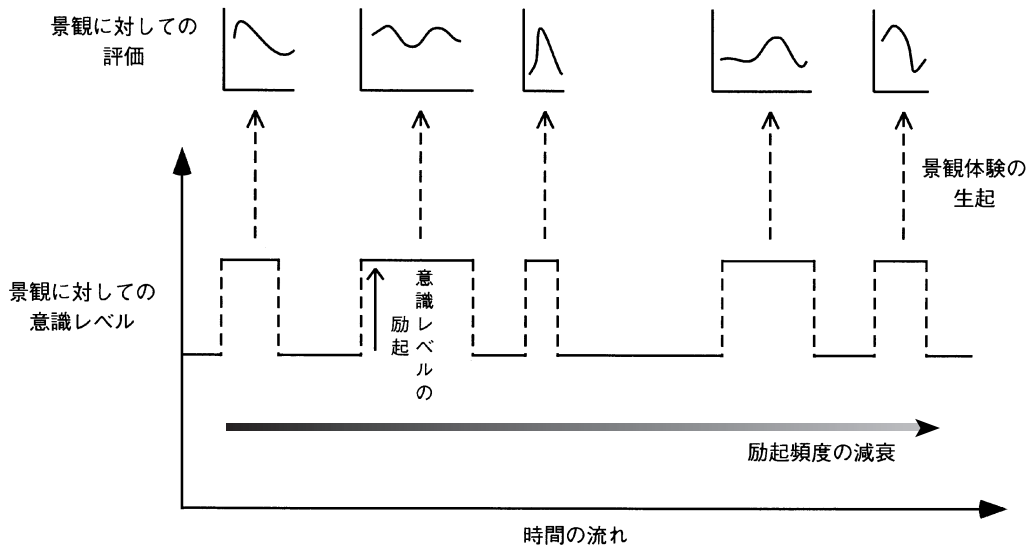 景観に対しての
評価
景観体験の
生起
景観に対しての
意識レベル
意識レベルの
励起
励起頻度の減衰
時間の流れ